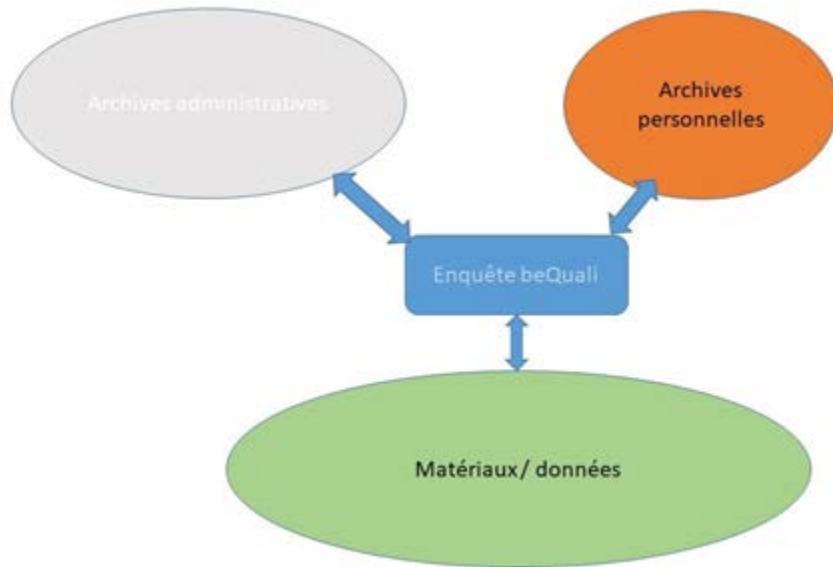 Archives administratives
Archives
personnelles
Enquête beQuali
Matériaux/ données